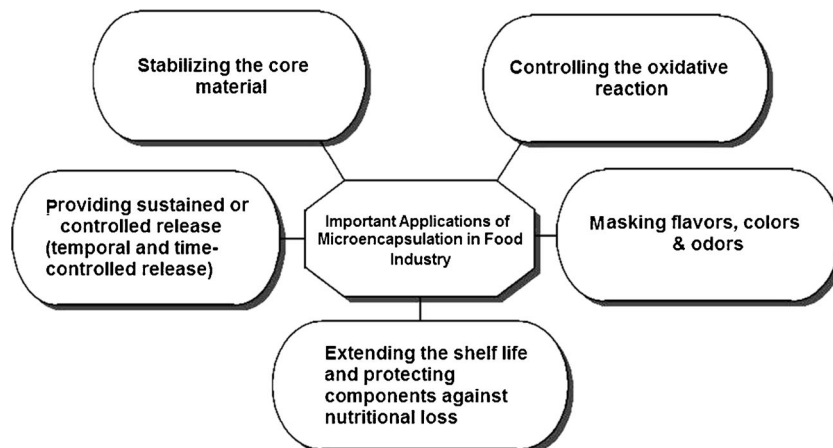 Stabilizing the core
material
Controlling the oxidative
reaction
Providing sustained or
controlled release
(temporal and time-
controlled release)
Important Applications of
Microencapsulation in Food
Industry
Masking flavors, colors
& odors
Extending the shelf life
and protecting
components against
nutritional loss